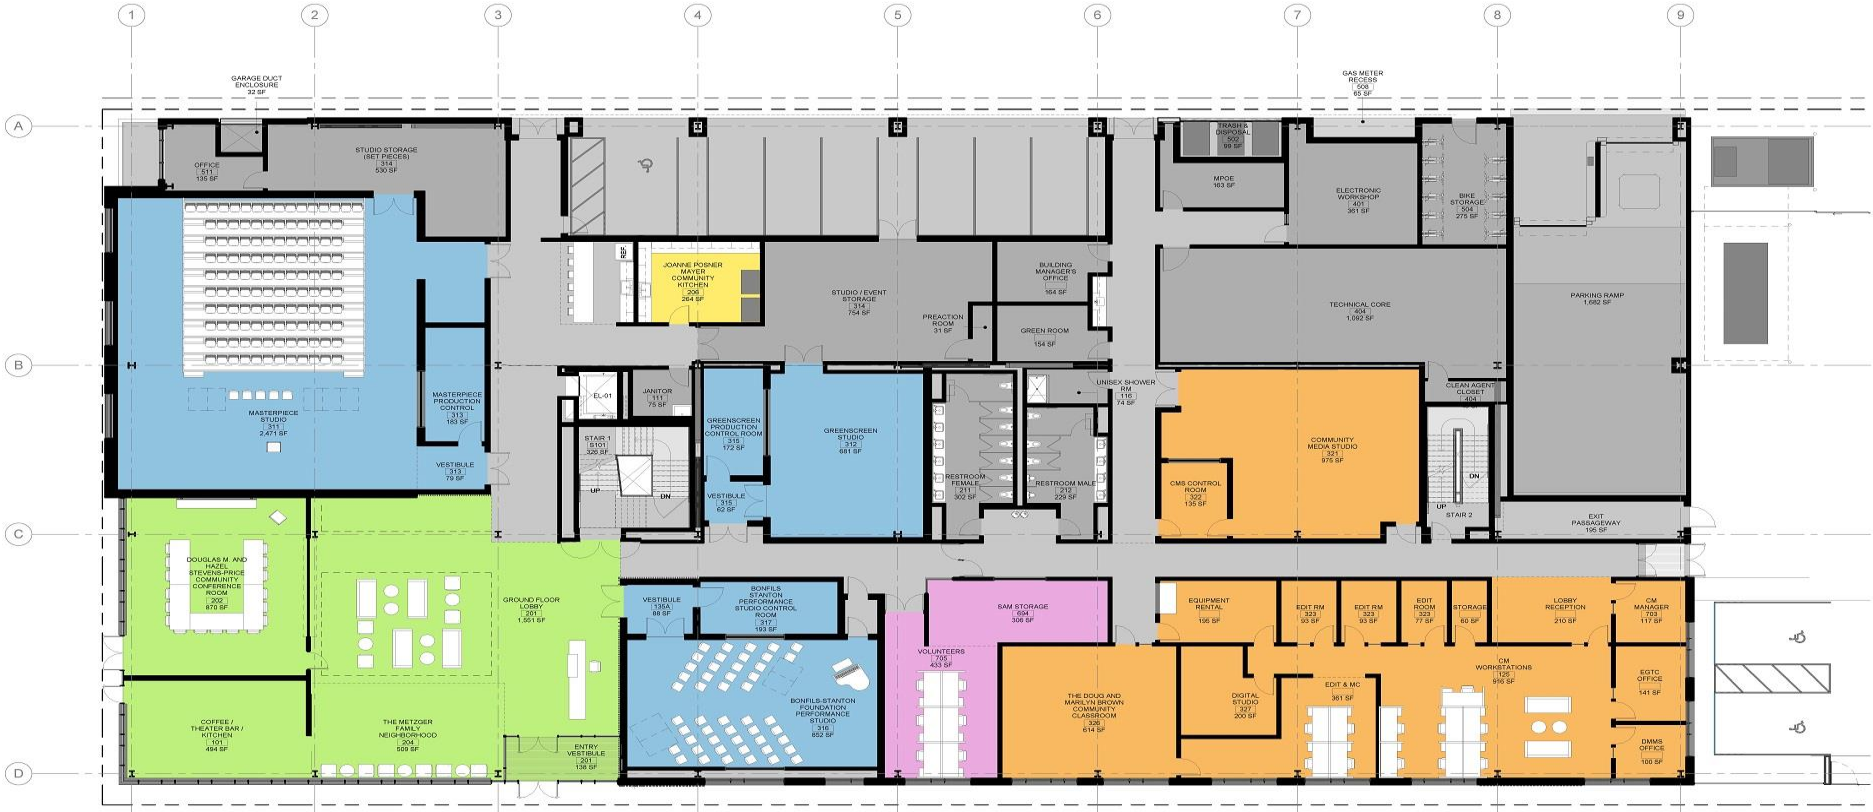 1
2
3
4
5
6
7
8
9
A
B
C
D
GARAGE DUCT
ENCLOSURE
32 SF
GAS METER
RECESS
508
65 SF
OFFICE
511
135 SF
STUDIO STORAGE
(SET PIECES)
314
530 SF
TRASH &
DISPOSAL
502
99 SF
MPOE
163 SF
ELECTRONIC
WORKSHOP
401
361 SF
BIKE
STORAGE
504
275 SF
REF.
JOANNE POSNER
MAYER
COMMUNITY
KITCHEN
206
264 SF
STUDIO / EVENT
STORAGE
314
754 SF
PREACTION
ROOM
31 SF
BUILDING
MANAGER'S
OFFICE
164 SF
GREEN ROOM
154 SF
TECHNICAL CORE
404
1,092 SF
PARKING RAMP
1,682 SF
MASTERPIECE
STUDIO
311
2,471 SF
MASTERPIECE
PRODUCTION
CONTROL
313
183 SF
VESTIBULE
313
79 SF
EL-01
JANITOR
111
75 SF
STAIR 1
S101
326 SF
UP
DN
GREENSCREEN
PRODUCTION
CONTROL ROOM
315
172 SF
VESTIBULE
315
62 SF
GREENSCREEN
STUDIO
312
681 SF
RESTROOM
FEMALE
211
302 SF
UNISEX SHOWER
RM
116
74 SF
RESTROOM MALE
212
229 SF
COMMUNITY
MEDIA STUDIO
321
975 SF
CMS CONTROL
ROOM
322
135 SF
CLEAN AGENT
CLOSET
404
DN
UP
STAIR 2
EXIT
PASSAGEWAY
195 SF
DOUGLAS M. AND
HAZEL
STEVENS-PRICE
COMMUNITY
CONFERENCE
ROOM
202
870 SF
GROUND FLOOR
LOBBY
201
1,551 SF
COFFEE /
THEATER BAR /
KITCHEN
101
494 SF
THE METZGER
FAMILY
NEIGHBORHOOD
204
509 SF
ENTRY
VESTIBULE
201
138 SF
VESTIBULE
135A
88 SF
BONFILS
STANTON
PERFORMANCE
STUDIO CONTROL
ROOM
317
193 SF
BONFILS-STANTON
FOUNDATION
PERFORMANCE
STUDIO
316
852 SF
SAM STORAGE
694
306 SF
VOLUNTEERS
705
433 SF
THE DOUG AND
MARILYN BROWN
COMMUNITY
CLASSROOM
326
614 SF
EQUIPMENT
RENTAL
195 SF
EDIT RM
323
93 SF
EDIT RM
323
93 SF
EDIT
ROOM
323
77 SF
STORAGE
60 SF
LOBBY
RECEPTION
210 SF
CM
MANAGER
703
117 SF
DIGITAL
STUDIO
327
200 SF
EDIT & MC
361 SF
CM
WORKSTATIONS
125
916 SF
EGTC
OFFICE
141 SF
DMMS
OFFICE
100 SF